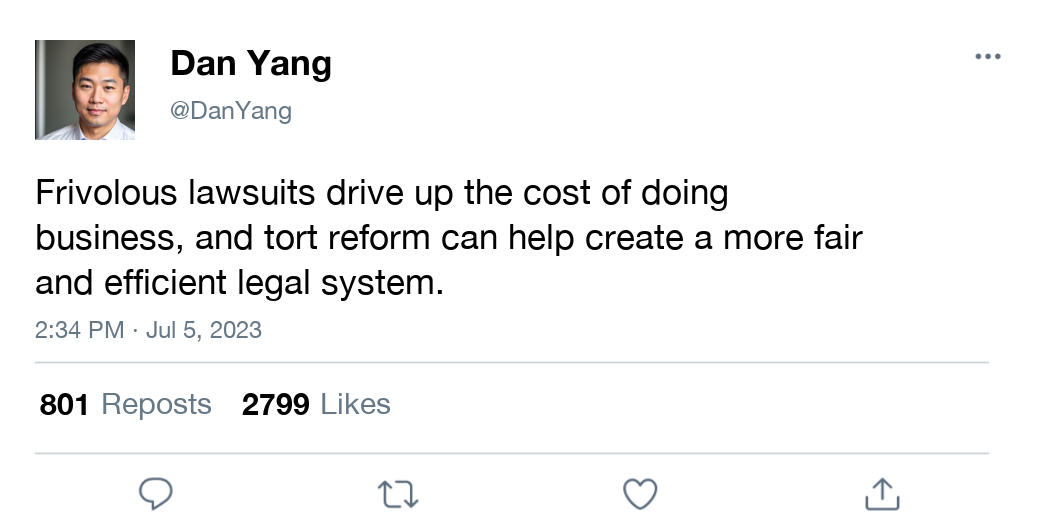 Dan Yang
@DanYang
Frivolous lawsuits drive up the cost of doing
business, and tort reform can help create a more fair
and efficient legal system.
2:34 PM · Jul 5, 2023
801 Reposts 2799 Likes